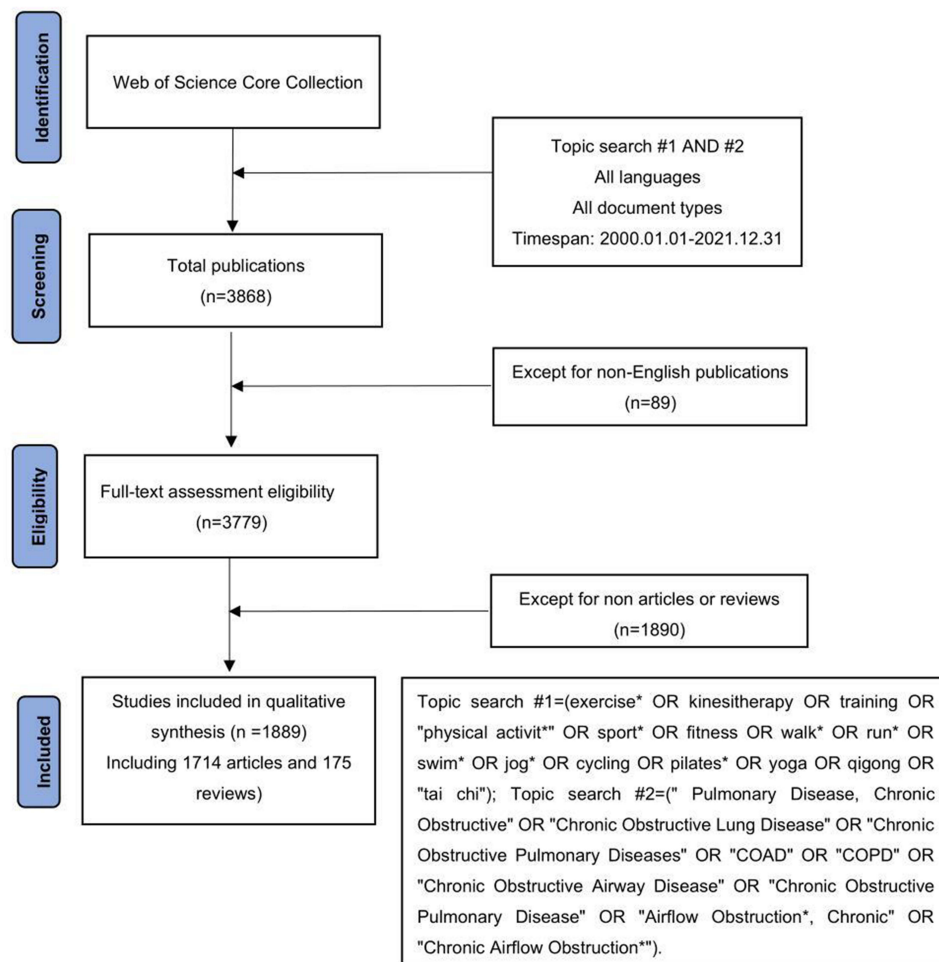 Identification
Web of Science Core Collection
Topic search #1 AND #2
All languages
All document types
Timespan: 2000.01.01-2021.12.31
Screening
Total publications
(n=3868)
Except for non-English publications
(n=89)
Eligibility
Full-text assessment eligibility
(n=3779)
Except for non articles or reviews
(n=1890)
Included
Studies included in qualitative
synthesis (n =1889)
Including 1714 articles and 175
reviews)
Topic search #1=(exercise* OR kinesitherapy OR training OR
"physical activit*" OR sport* OR fitness OR walk* OR run* OR
swim* OR jog* OR cycling OR pilates* OR yoga OR qigong OR
"tai chi"); Topic search #2=(" Pulmonary Disease, Chronic
Obstructive" OR "Chronic Obstructive Lung Disease" OR "Chronic
Obstructive Pulmonary Diseases" OR "COAD" OR "COPD" OR
"Chronic Obstructive Airway Disease" OR "Chronic Obstructive
Pulmonary Disease" OR "Airflow Obstruction*, Chronic" OR
"Chronic Airflow Obstruction*").